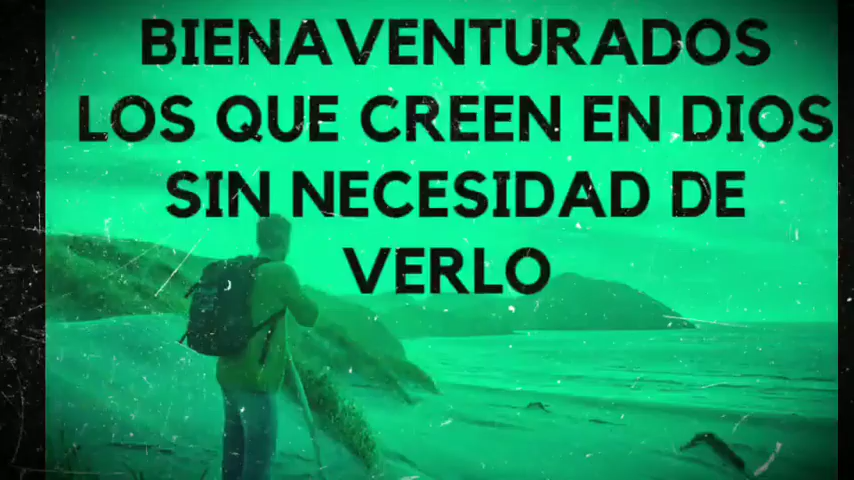 BIENAVENTURADOS
LOS QUE CREEN EN DIOS
SIN NECESIDAD DE
VERLO